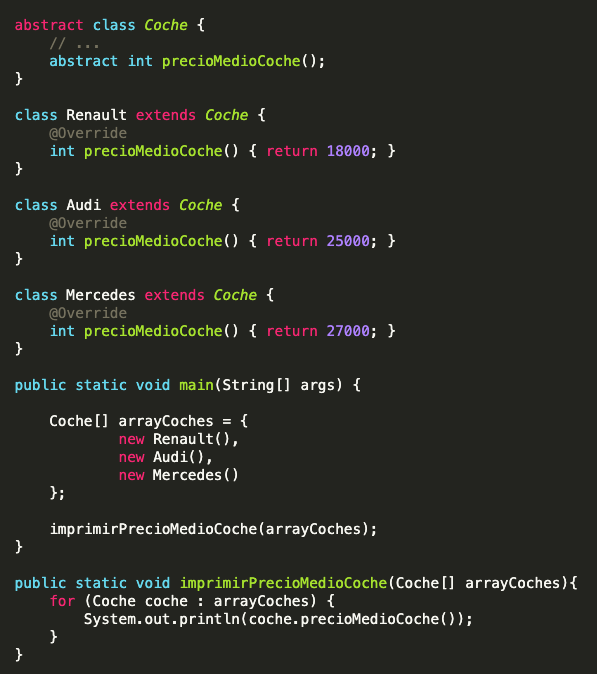 abstract class Coche {
    // ...
    abstract int precioMedioCoche();
}

class Renault extends Coche {
    @Override
    int precioMedioCoche() { return 18000; }
}

class Audi extends Coche {
    @Override
    int precioMedioCoche() { return 25000; }
}

class Mercedes extends Coche {
    @Override
    int precioMedioCoche() { return 27000; }
}

public static void main(String[] args) {

    Coche[] arrayCoches = {
            new Renault(),
            new Audi(),
            new Mercedes()
    };

    imprimirPrecioMedioCoche(arrayCoches);
}

public static void imprimirPrecioMedioCoche(Coche[] arrayCoches){
    for (Coche coche : arrayCoches) {
        System.out.println(coche.precioMedioCoche());
    }
}